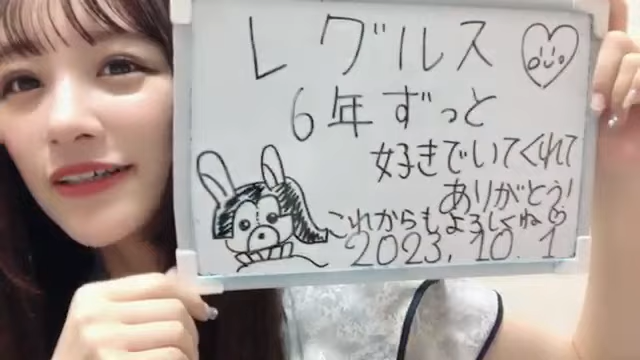 レグルス
6年ずっと
好きでいてくれて
ありがとう!
これからもよろしくね
2023.10.1